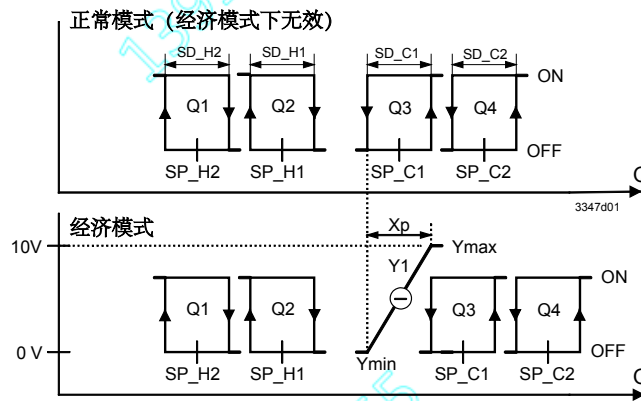 正常模式 (经济模式下无效)
SD_H2 SD_H1 SD_C1 SD_C2
ON
Q1 Q2 Q3 Q4
OFF
SP_H2 SP_H1 SP_C1 SP_C2
3347d01
经济模式
Xp
10V
Ymax
Y1
ON
Q1 Q2 Q3 Q4
0 V
OFF
Ymin
SP_H2 SP_H1 SP_C1 SP_C2